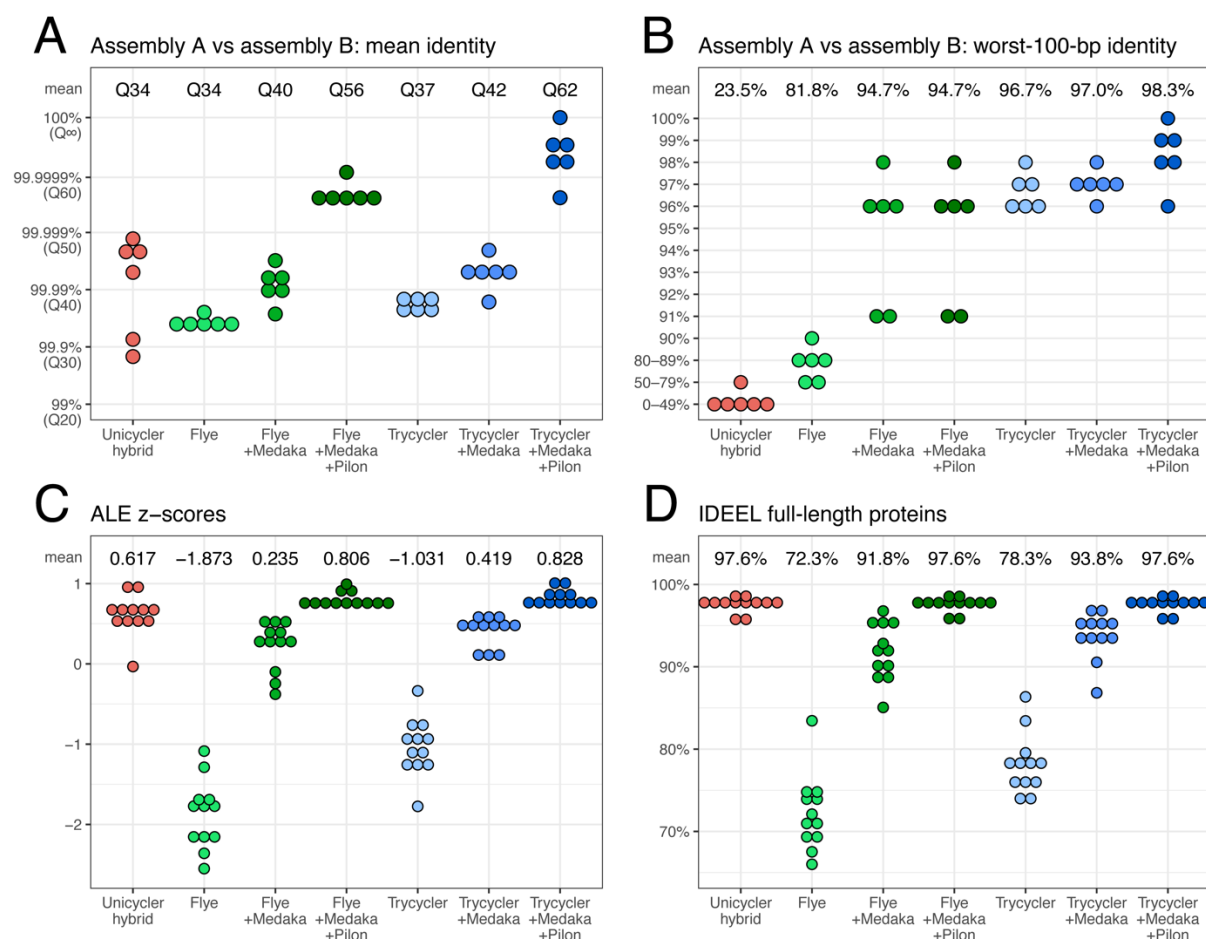 A Assembly A vs assembly B: mean identity
mean Q34 Q34 Q40 Q56 Q37 Q42 Q62
100%
(Q∞)
99.9999%
(Q60)
99.999%
(Q50)
99.99%
(Q40)
99.9%
(Q30)
99%
(Q20)
Unicycler Flye Flye Flye Trycycler Trycycler Trycycler
hybrid +Medaka +Medaka +Medaka +Medaka
+Pilon +Pilon
B Assembly A vs assembly B: worst-100-bp identity
mean 23.5% 81.8% 94.7% 94.7% 96.7% 97.0% 98.3%
100%
99%
98%
97%
96%
95%
94%
93%
92%
91%
90%
80–89%
50–79%
0–49%
Unicycler Flye Flye Flye Trycycler Trycycler Trycycler
hybrid +Medaka +Medaka +Medaka +Medaka
+Pilon +Pilon
C ALE z−scores
mean 0.617 −1.873 0.235 0.806 −1.031 0.419 0.828
1
0
−1
−2
Unicycler Flye Flye Flye Trycycler Trycycler Trycycler
hybrid +Medaka +Medaka +Medaka +Medaka
+Pilon +Pilon
D IDEEL full−length proteins
mean 97.6% 72.3% 91.8% 97.6% 78.3% 93.8% 97.6%
100%
90%
80%
70%
Unicycler Flye Flye Flye Trycycler Trycycler Trycycler
hybrid +Medaka +Medaka +Medaka +Medaka
+Pilon +Pilon